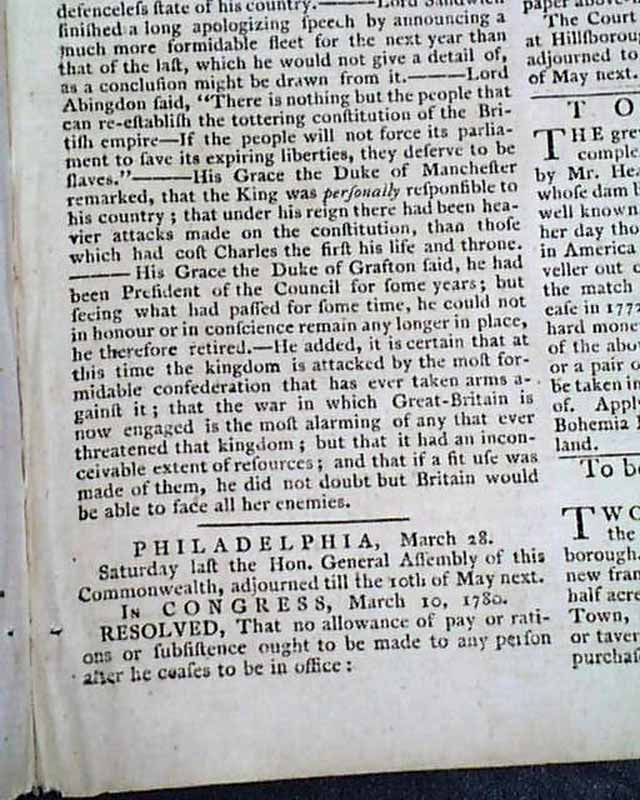 defenceleſs ſtate of his country.———Lord Sandwich
finiſhed a long apologizing ſpeech by announcing a
much more formidable fleet for the next year than
that of the laſt, which he would not give a detail of,
as a concluſion might be drawn from it.———Lord
Abingdon ſaid, “There is nothing but the people that
can re-eſtabliſh the tottering conſtitution of the Bri-
tiſh empire—If the people will not force its parlia-
ment to ſave its expiring liberties, they deſerve to be
ſlaves.”———His Grace the Duke of Mancheſter
remarked, that the King was perſonally reſponſible to
his country ; that under his reign there had been hea-
vier attacks made on the conſtitution, than thoſe
which had coſt Charles the firſt his life and throne.
———His Grace the Duke of Grafton ſaid, he had
been Preſident of the Council for ſome years ; but
ſeeing what had paſſed for ſome time, he could not
in honour or in conſcience remain any longer in place,
he therefore retired.—He added, it is certain that at
this time the kingdom is attacked by the moſt for-
midable confederation that has ever taken arms a-
gainſt it ; that the war in which Great-Britain is
now engaged is the moſt alarming of any that ever
threatened that kingdom ; but that it had an incon-
ceivable extent of reſources ; and that if a fit uſe was
made of them, he did not doubt but Britain would
be able to face all her enemies.
PHILADELPHIA, March 28.
Saturday laſt the Hon. General Aſſembly of this
Commonwealth, adjourned till the 10th of May next.
IN CONGRESS, March 10, 1780.
RESOLVED, That no allowance of pay or rati-
ons or ſubſiſtence ought to be made to any perſon
after he ceaſes to be in office :
paper above-
The Court
at Hillſborou
adjourned to
of May next.
T O
THE gre
comple
by Mr. He
whoſe dam b
well known
her day tho
in America
veller out o
the match
eaſe in 177
hard mone
of the abo
or a pair o
be taken in
of. Appl
Bohemia
land.
To be
TWO
the
borough.
new fra
half acre
Town,
or taver
purchaſ